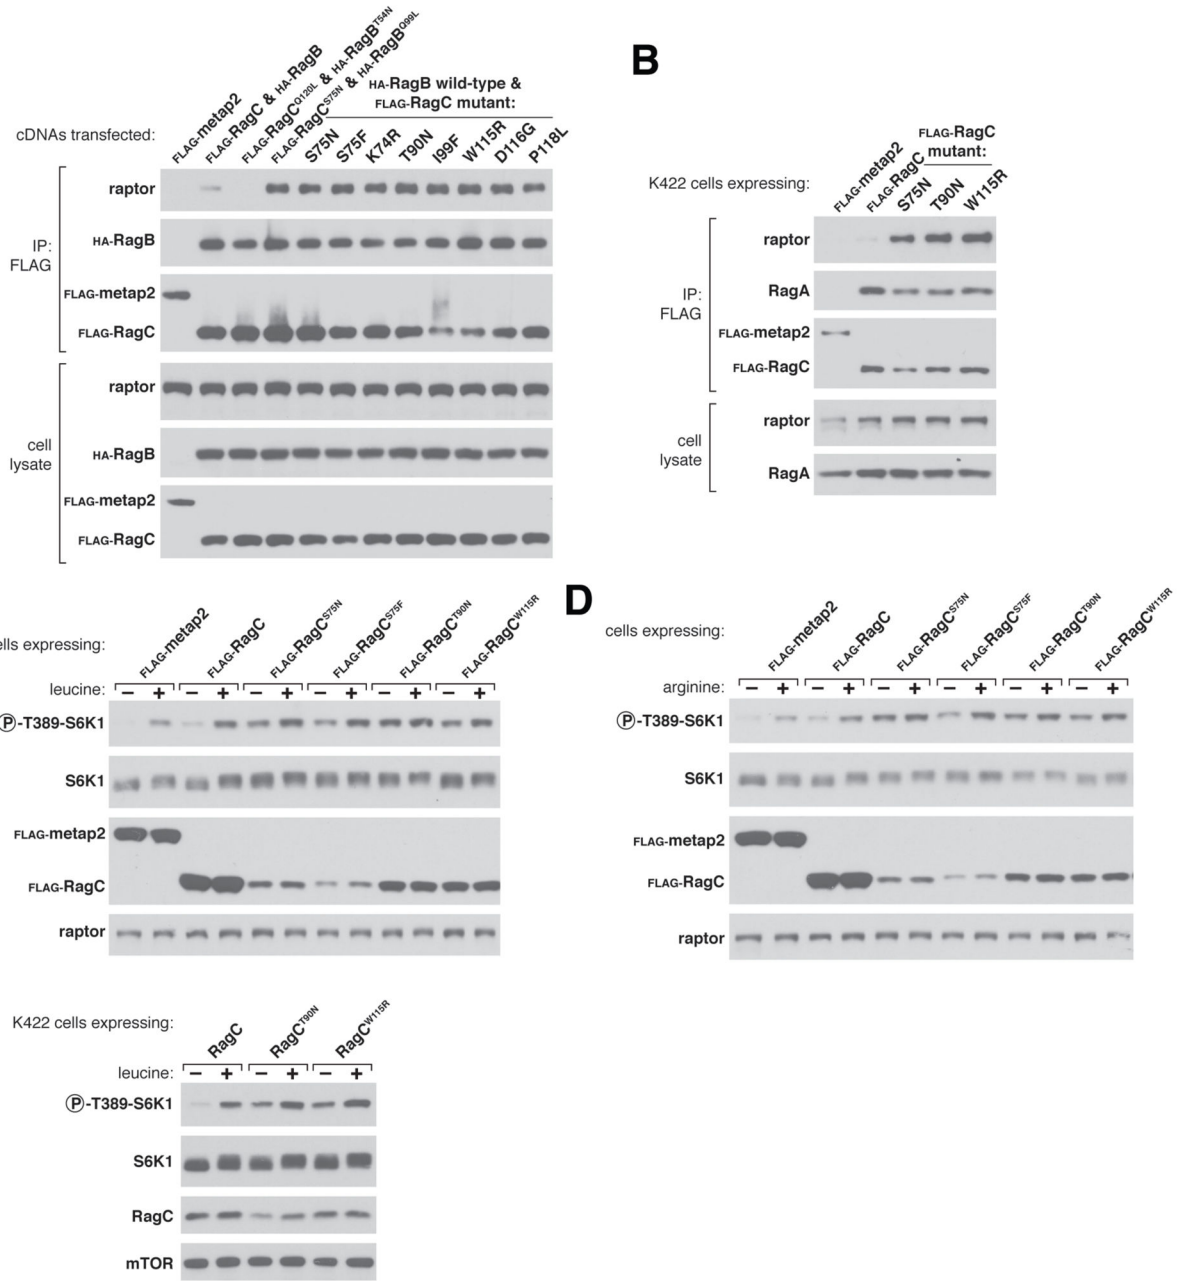 cDNAs transfected:
FLAG-metap2
FLAG-RagC & HA-RagB
FLAG-RagCQ120L & HA-RagBT54N
FLAG-RagCS75N & HA-RagBQ99L
HA-RagB wild-type &
FLAG-RagC mutant:
S75N S75F K74R T90N I99F W115R D116G P118L
IP:
FLAG
raptor
HA-RagB
FLAG-metap2
FLAG-RagC
cell
lysate
raptor
HA-RagB
FLAG-metap2
FLAG-RagC
B
K422 cells expressing:
FLAG-metap2
FLAG-RagC
FLAG-RagC
mutant:
S75N T90N W115R
IP:
FLAG
raptor
RagA
FLAG-metap2
FLAG-RagC
cell
lysate
raptor
RagA
ells expressing:
FLAG-metap2 FLAG-RagC FLAG-RagCS75N FLAG-RagCS75F FLAG-RagCT90N FLAG-RagCW115R
leucine: − + − + − + − + − + − +
P-T389-S6K1
S6K1
FLAG-metap2
FLAG-RagC
raptor
D
cells expressing:
FLAG-metap2 FLAG-RagC FLAG-RagCS75N FLAG-RagCS75F FLAG-RagCT90N FLAG-RagCW115R
arginine: − + − + − + − + − + − +
P-T389-S6K1
S6K1
FLAG-metap2
FLAG-RagC
raptor
K422 cells expressing:
RagC RagCT90N RagCW115R
leucine: − + − + − +
P-T389-S6K1
S6K1
RagC
mTOR